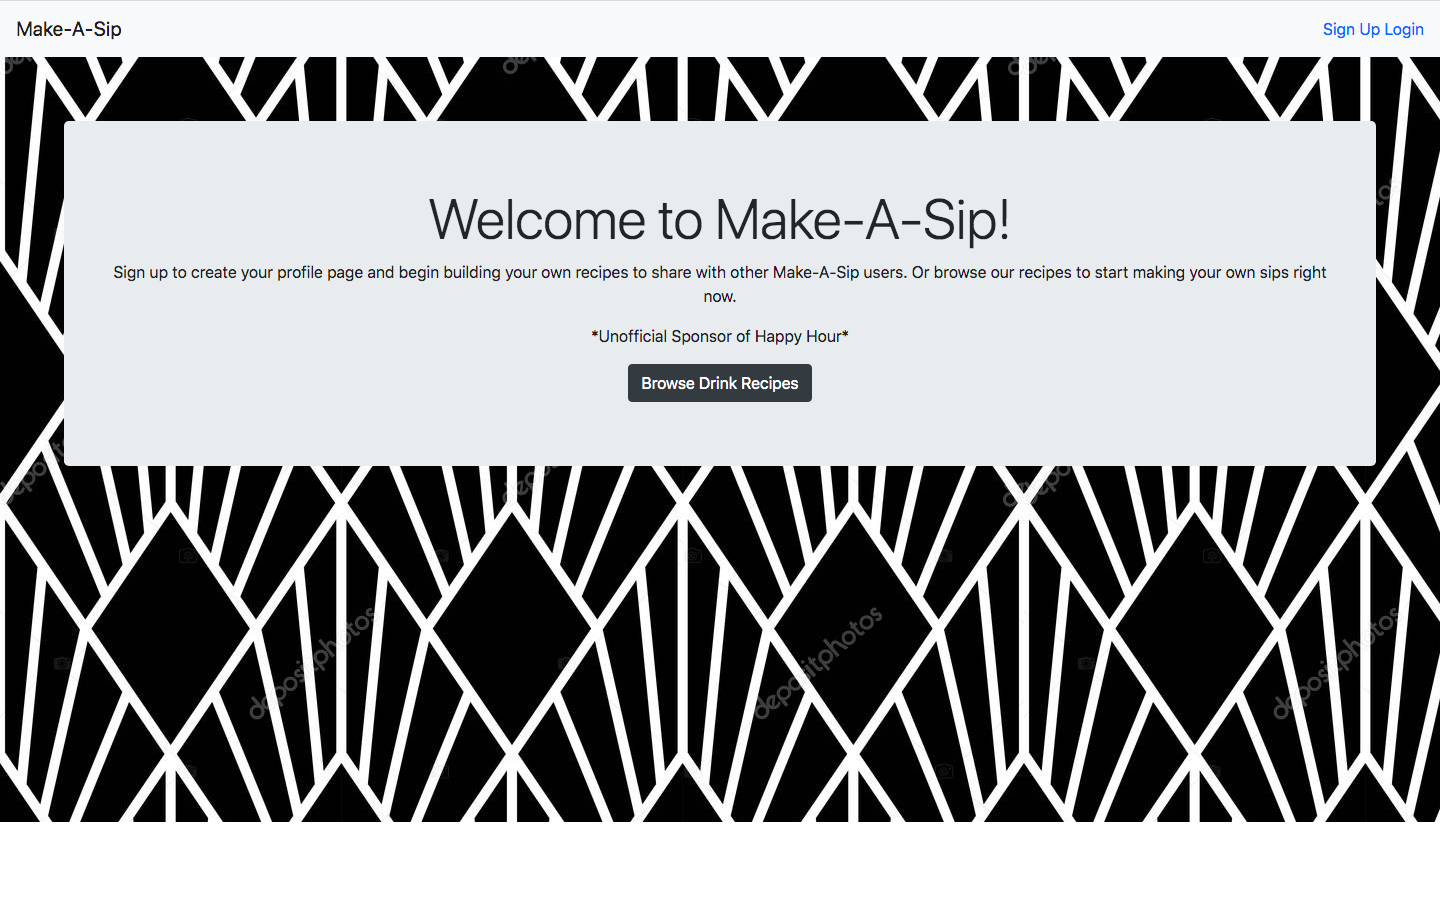 Make-A-Sip
Sign Up Login
Welcome to Make-A-Sip!
Sign up to create your profile page and begin building your own recipes to share with other Make-A-Sip users. Or browse our recipes to start making your own sips right
now.
*Unofficial Sponsor of Happy Hour*
Browse Drink Recipes
depositphotos
depositphotos
depositphotos